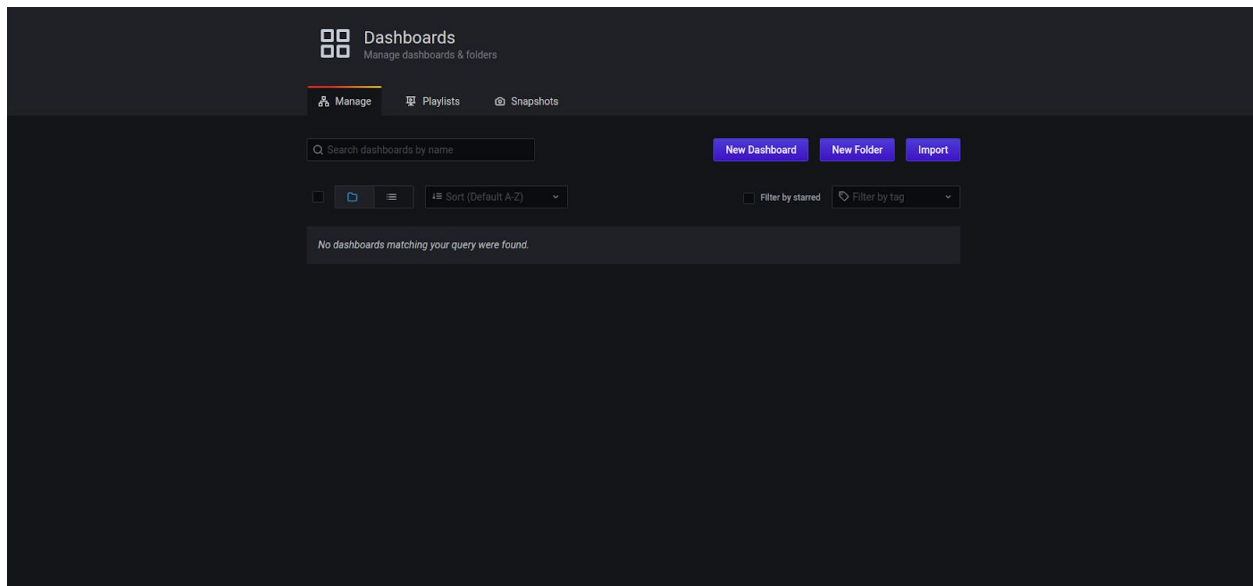 Dashboards
Manage dashboards & folders
Manage Playlists Snapshots
Search dashboards by name New Dashboard New Folder Import
Sort (Default A-Z) Filter by starred Filter by tag
No dashboards matching your query were found.